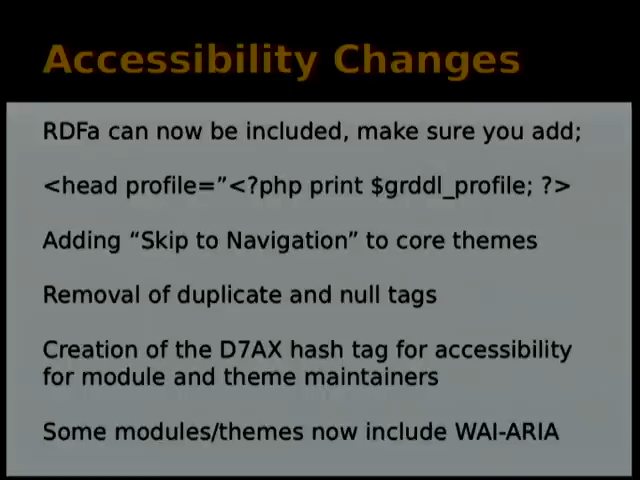 Accessibility Changes
RDFa can now be included, make sure you add;
<head profile=”<?php print $grddl_profile; ?>
Adding “Skip to Navigation” to core themes
Removal of duplicate and null tags
Creation of the D7AX hash tag for accessibility
for module and theme maintainers
Some modules/themes now include WAI-ARIA